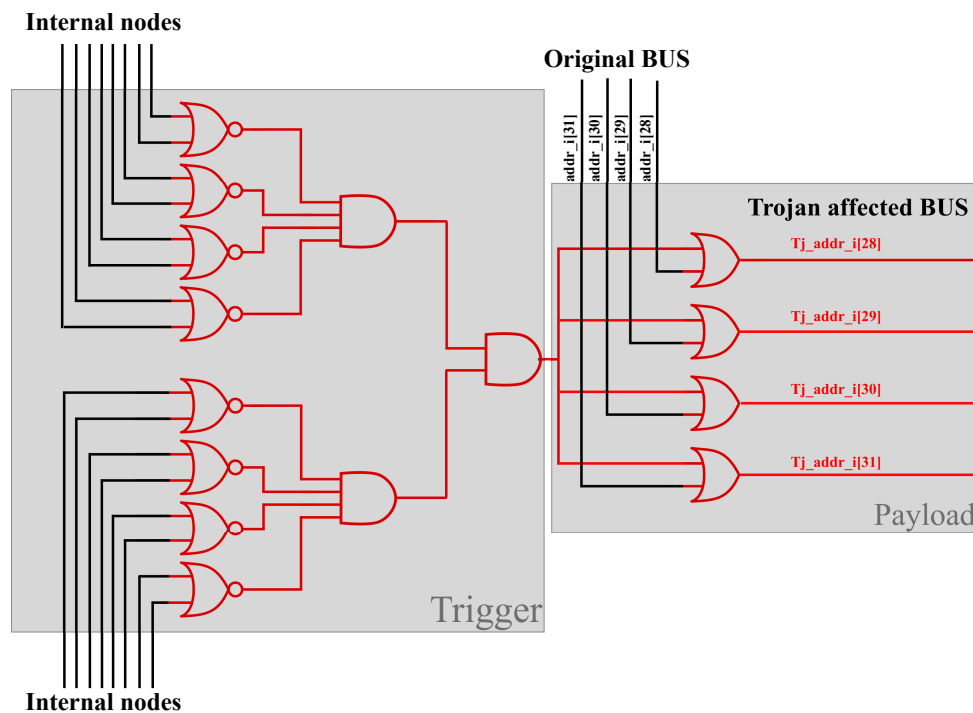 Internal nodes
Original BUS
addr_i[31]
addr_i[30]
addr_i[29]
addr_i[28]
Trojan affected BUS
Tj_addr_i[28]
Tj_addr_i[29]
Tj_addr_i[30]
Tj_addr_i[31]
Payload
Trigger
Internal nodes